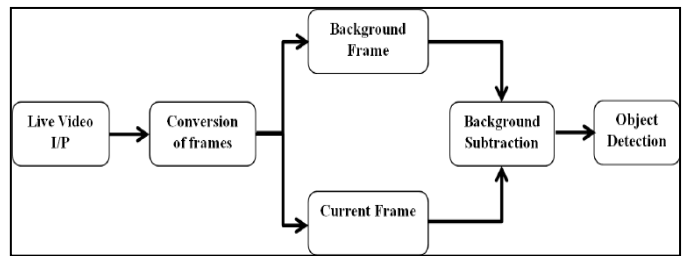 Live Video
I/P
Conversion
of frames
Background
Frame
Current Frame
Background
Subtraction
Object
Detection